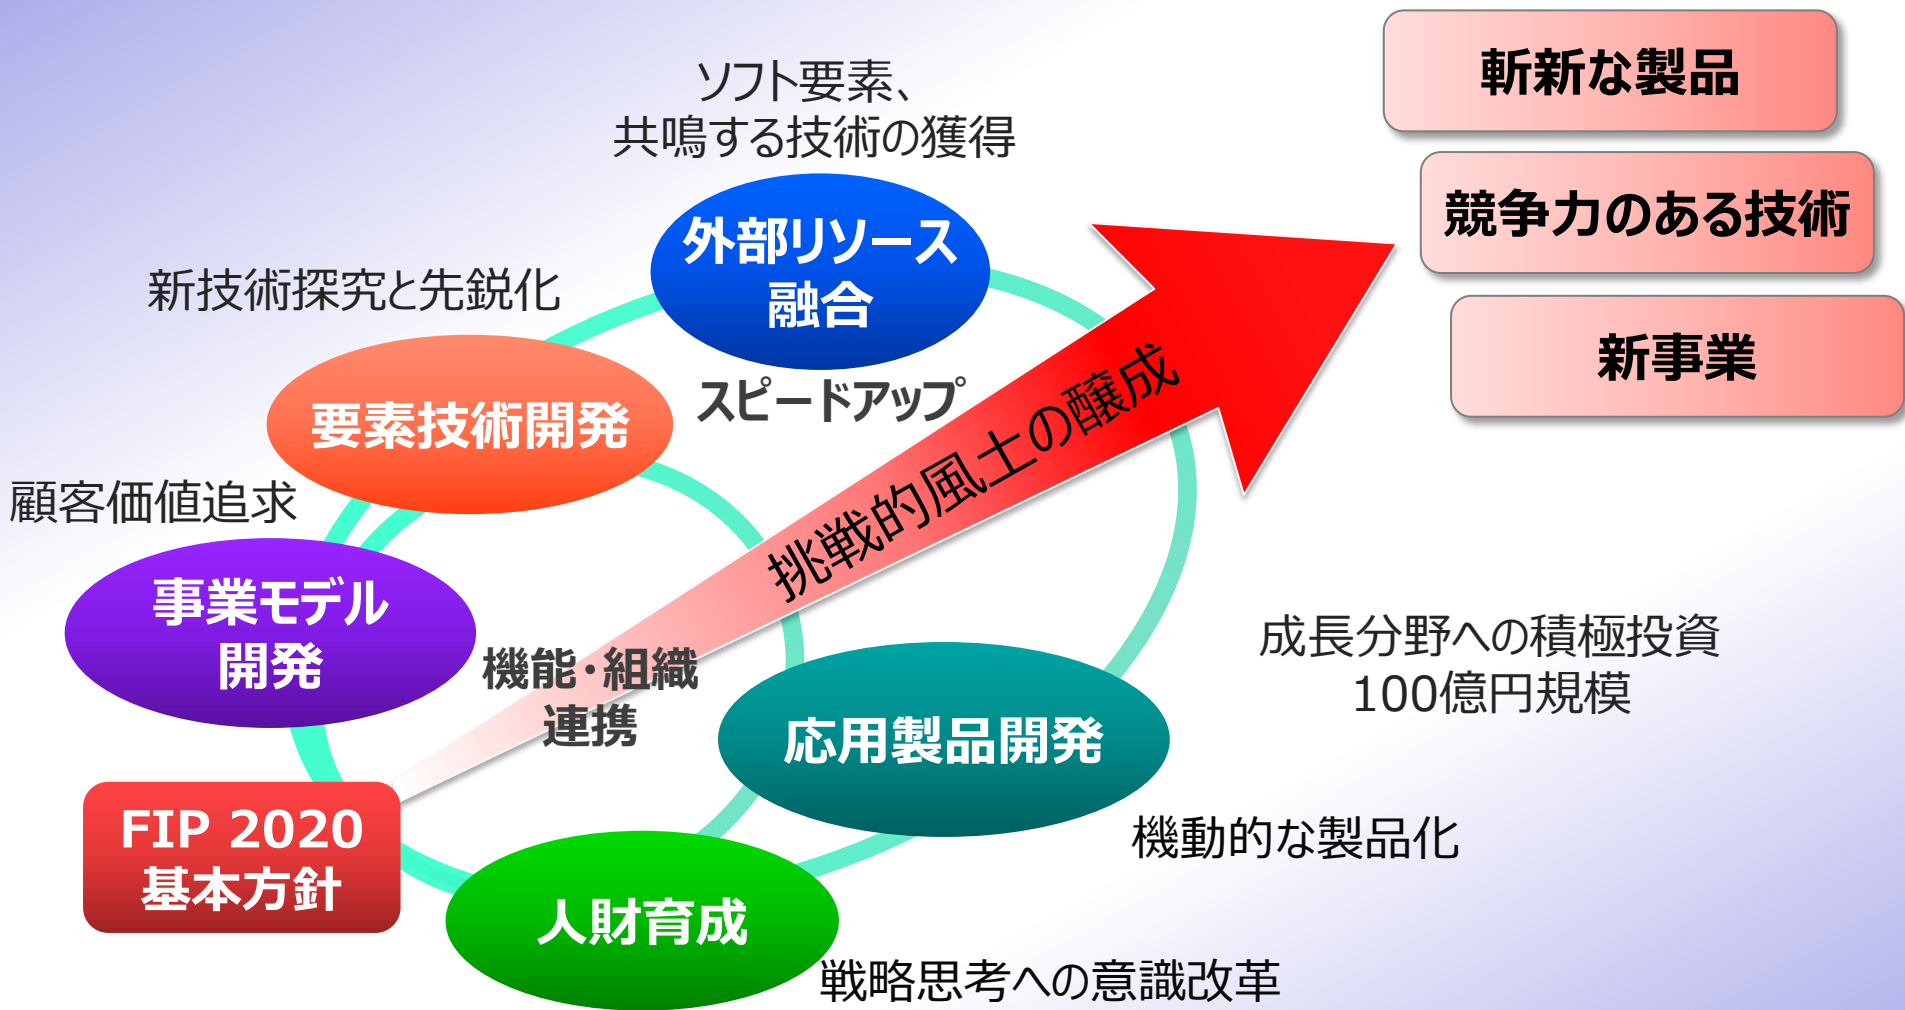 ソフト要素、
共鳴する技術の獲得
外部リソース
融合
新技術探究と先鋭化
要素技術開発
スピードアップ
顧客価値追求
事業モデル
開発
機能・組織
連携
挑戦的風土の醸成
斬新な製品
競争力のある技術
新事業
成長分野への積極投資
100億円規模
応用製品開発
機動的な製品化
FIP 2020
基本方針
人財育成
戦略思考への意識改革